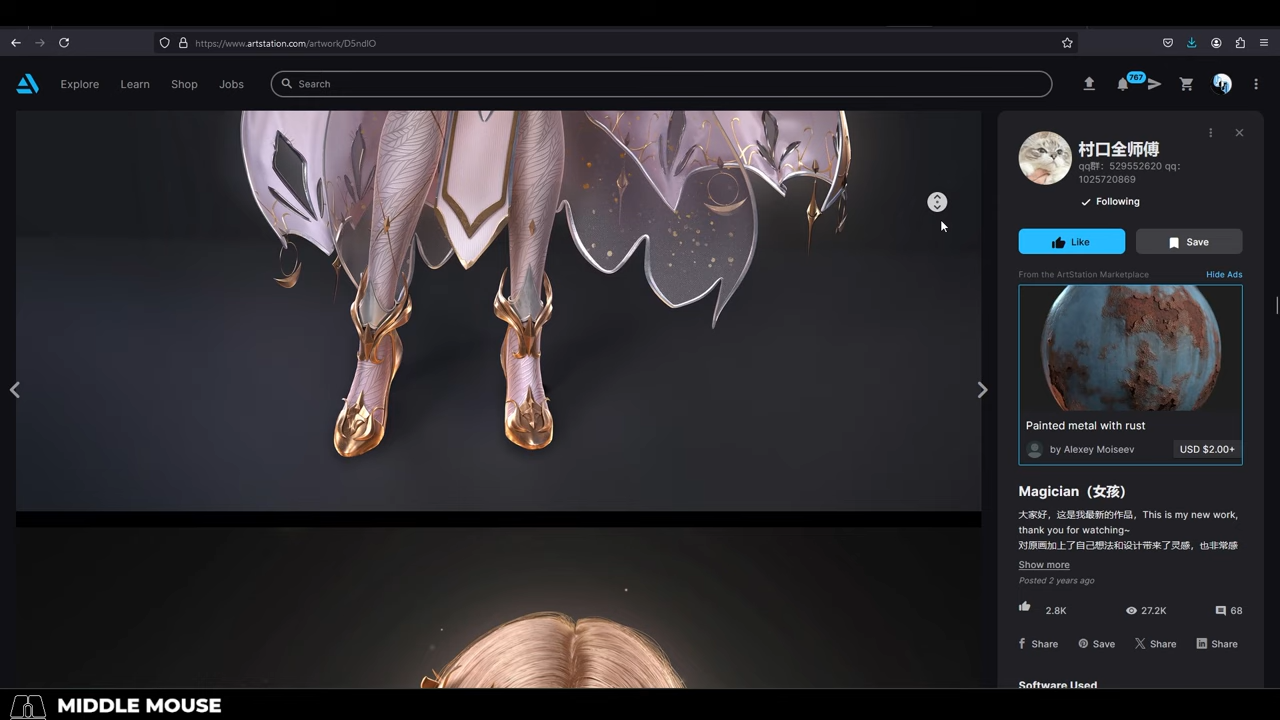 https://www.artstation.com/artwork/D5ndlO
Explore
Learn
Shop
Jobs
Search
767
村口全师傅
qq群：529552620 qq：
1025720869
Following
Like
Save
From the ArtStation Marketplace
Hide Ads
Painted metal with rust
by Alexey Moiseev
USD $2.00+
Magician（女孩）
大家好，这是我最新的作品，This is my new work,
thank you for watching~
对原画加上了自己想法和设计带来了灵感，也非常感
Show more
Posted 2 years ago
2.8K
27.2K
68
Share
Save
Share
Share
Software Used
MIDDLE MOUSE